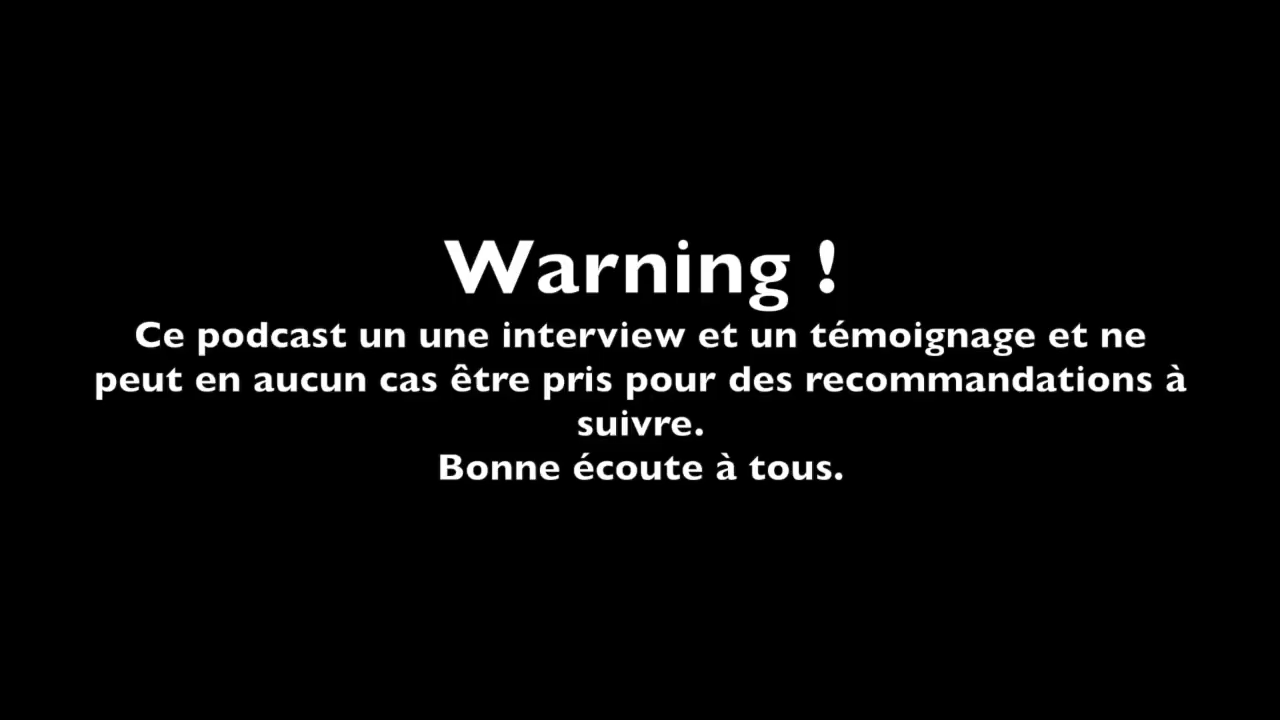 Warning !
Ce podcast un une interview et un témoignage et ne
peut en aucun cas être pris pour des recommandations à
suivre.
Bonne écoute à tous.